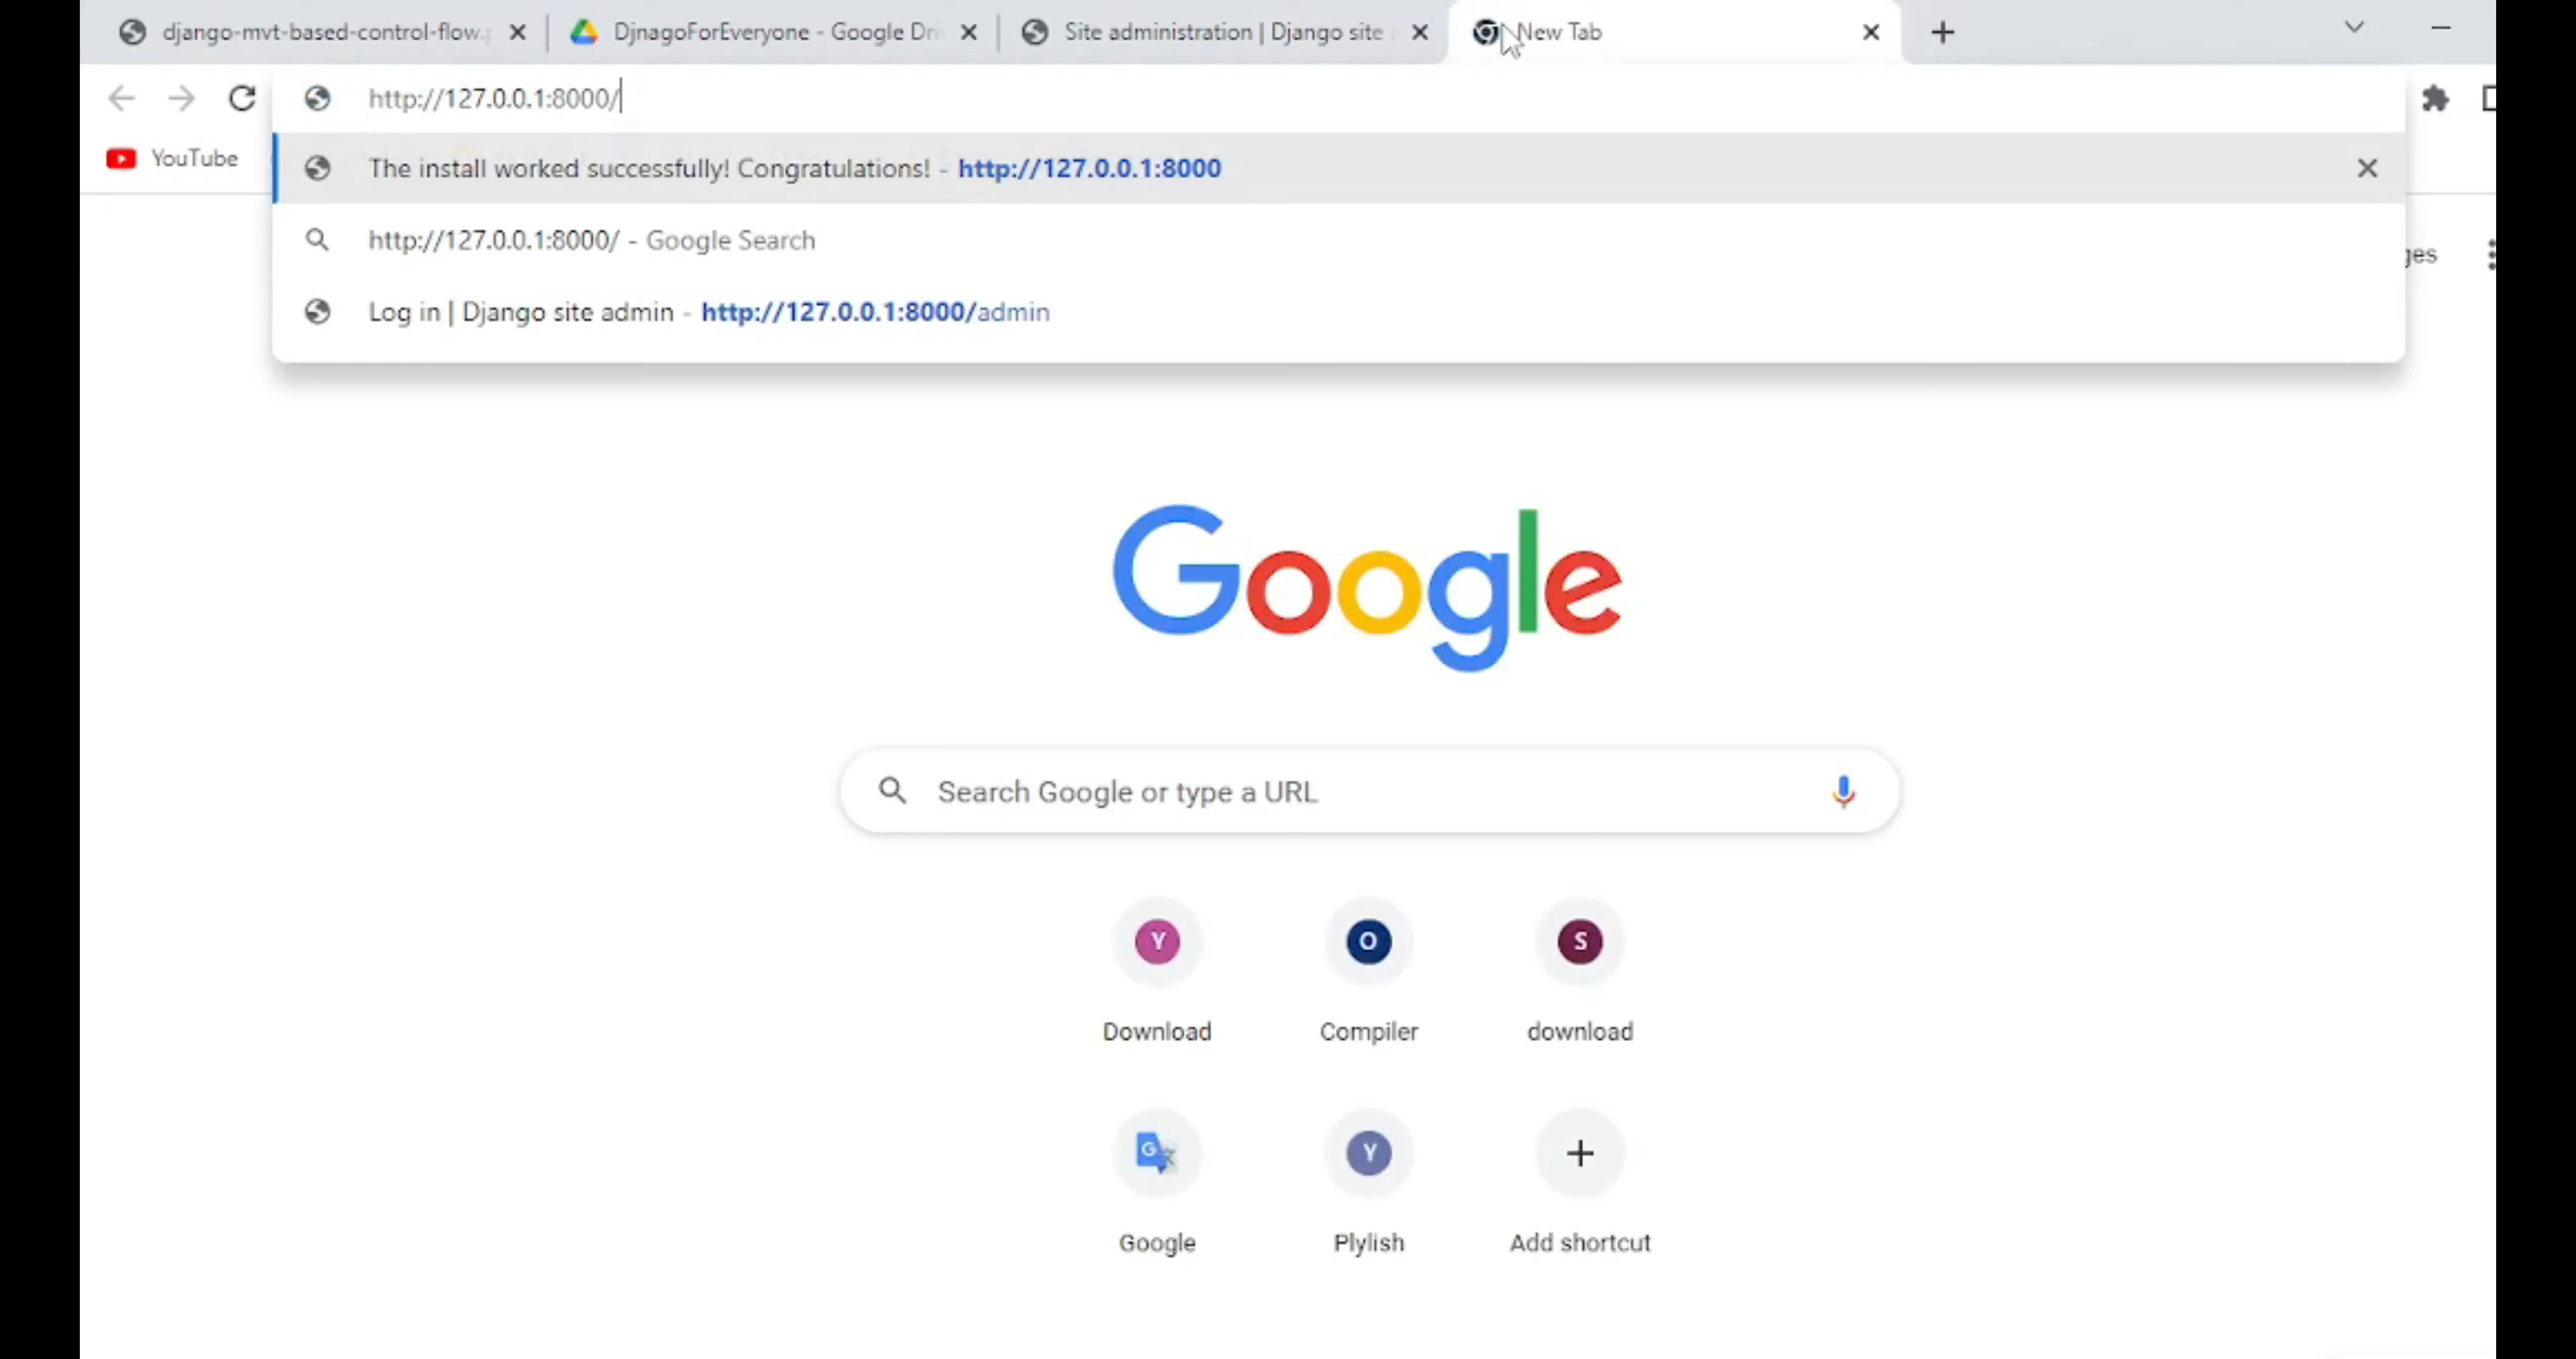 django-mvt-based-control-flow.p
DjnagoForEveryone - Google Dri
Site administration | Django site a
New Tab
http://127.0.0.1:8000/
YouTube
The install worked successfully! Congratulations! - http://127.0.0.1:8000
http://127.0.0.1:8000/ - Google Search
Log in | Django site admin - http://127.0.0.1:8000/admin
ges
Google
Search Google or type a URL
Y
O
S
Download
Compiler
download
G
Y
Google
Plylish
Add shortcut